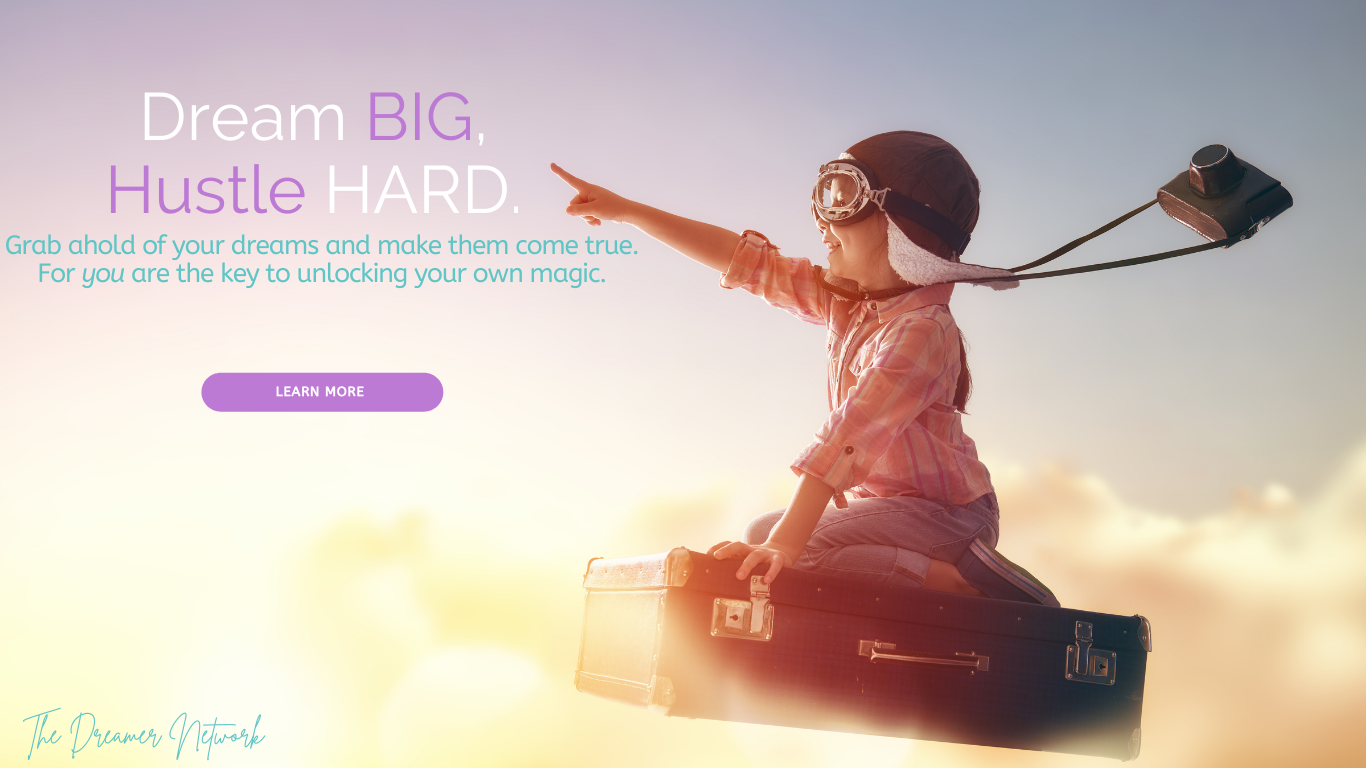 Dream BIG,
Hustle HARD.
Grab ahold of your dreams and make them come true.
For you are the key to unlocking your own magic.
LEARN MORE
The Dreamer Network